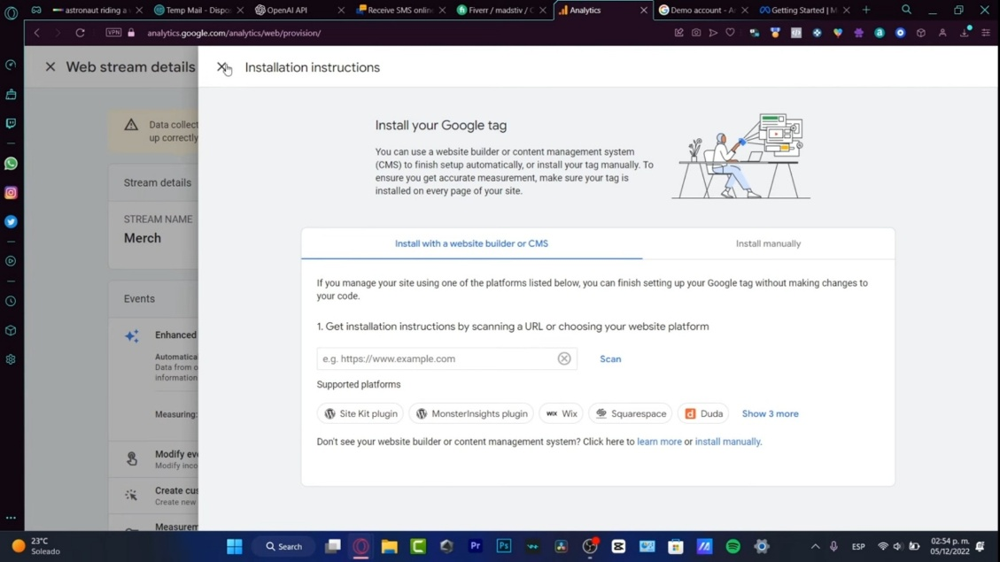 astronaut riding a
Temp Mail - Dispo
OpenAI API
Receive SMS online
Fiverr / madstiv / C
Analytics
Demo account - A
Getting Started | M
VPN
analytics.google.com/analytics/web/provision/
Web stream details
Installation instructions
Data collect
up correctly
Stream details
STREAM NAME
Merch
Events
Enhanced
Automatica
Data from o
information
Measuring:
Modify eve
Modify inco
Create cus
Create new
Measurem
Install your Google tag
You can use a website builder or content management system
(CMS) to finish setup automatically, or install your tag manually. To
ensure you get accurate measurement, make sure your tag is
installed on every page of your site.
Install with a website builder or CMS
Install manually
If you manage your site using one of the platforms listed below, you can finish setting up your Google tag without making changes to
your code.
1. Get installation instructions by scanning a URL or choosing your website platform
e.g. https://www.example.com
Scan
Supported platforms
Site Kit plugin
MonsterInsights plugin
WIX Wix
Squarespace
Duda
Show 3 more
Don't see your website builder or content management system? Click here to learn more or install manually.
23°C
Soleado
Search
Pr
Ps
ESP
02:54 p. m.
05/12/2022